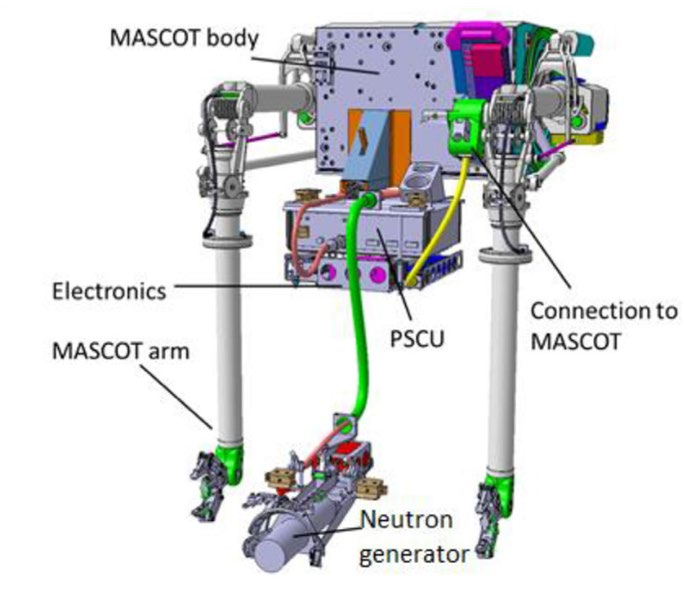 MASCOT body
Electronics
MASCOT arm
PSCU
Connection to
MASCOT
Neutron
generator